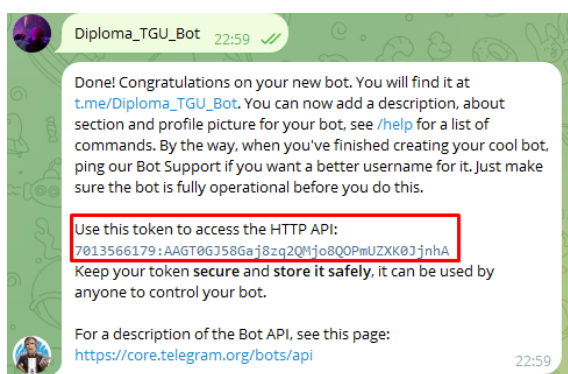 Diploma_TGU_Bot 22:59
Done! Congratulations on your new bot. You will find it at
t.me/Diploma_TGU_Bot. You can now add a description, about
section and profile picture for your bot, see /help for a list of
commands. By the way, when you've finished creating your cool bot,
ping our Bot Support if you want a better username for it. Just make
sure the bot is fully operational before you do this.
Use this token to access the HTTP API:
7013566179:AAGT0GJ58Gaj8zq2QMjo8QOPmUZXK0JjnhA
Keep your token secure and store it safely, it can be used by
anyone to control your bot.
For a description of the Bot API, see this page:
https://core.telegram.org/bots/api
22:59